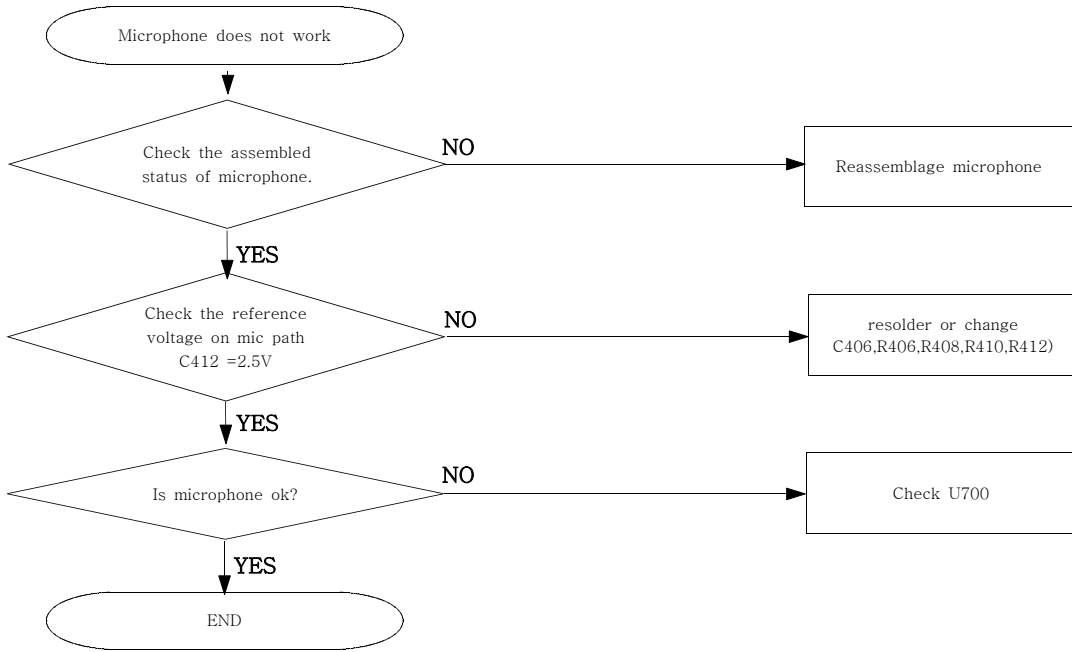 Microphone does not work
Check the assembled
status of microphone.
NO
Reassemblage microphone
YES
Check the reference
voltage on mic path
C412 =2.5V
NO
resolder or change
C406,R406,R408,R410,R412)
YES
Is microphone ok?
NO
Check U700
YES
END